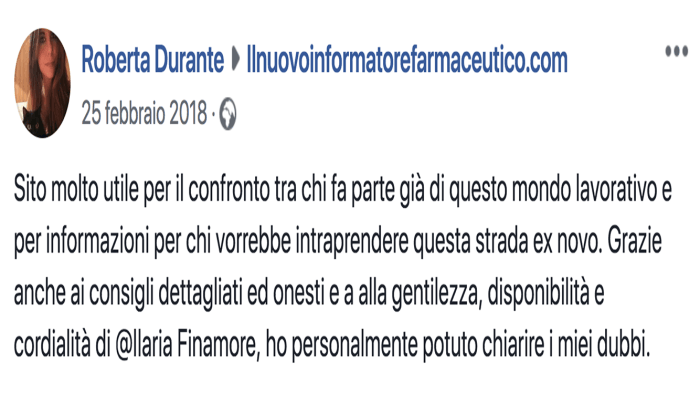 Roberta Durante ▶ Ilnuovoinformatorefarmaceutico.com
25 febbraio 2018 ·
Sito molto utile per il confronto tra chi fa parte già di questo mondo lavorativo e
per informazioni per chi vorrebbe intraprendere questa strada ex novo. Grazie
anche ai consigli dettagliati ed onesti e a alla gentilezza, disponibilità e
cordialità di @Ilaria Finamore, ho personalmente potuto chiarire i miei dubbi.